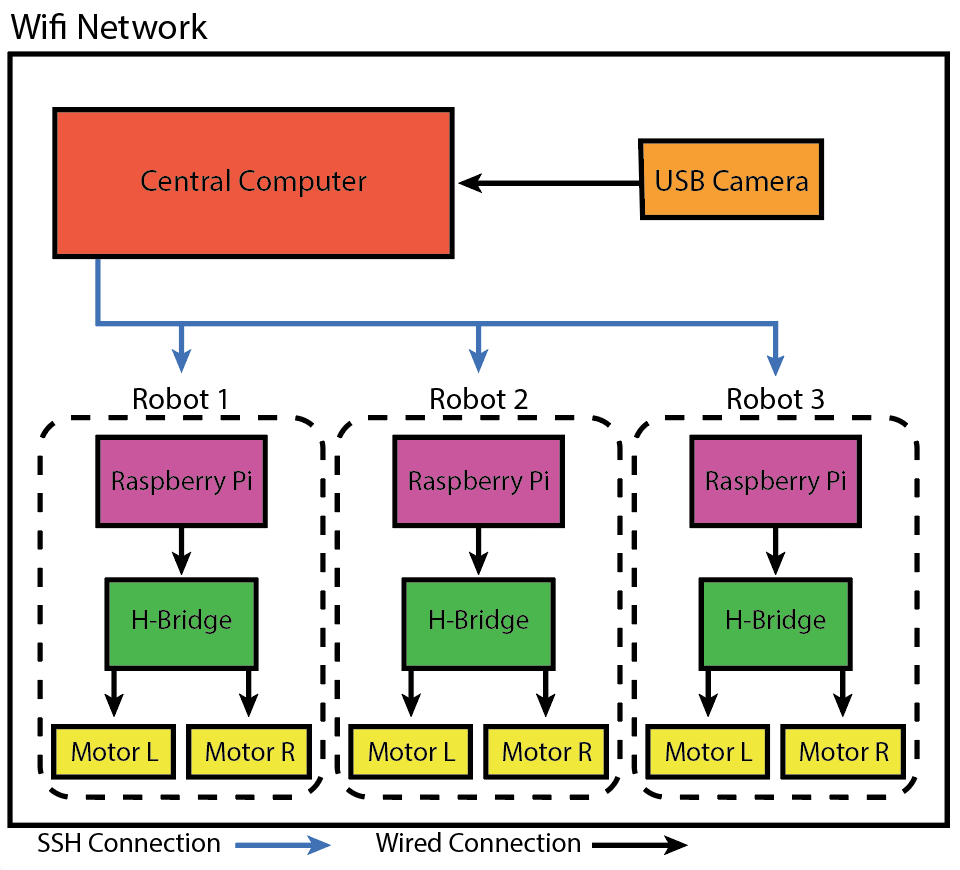 Wifi Network
Central Computer
USB Camera
Robot 1
Robot 2
Robot 3
Raspberry Pi
Raspberry Pi
Raspberry Pi
H-Bridge
H-Bridge
H-Bridge
Motor L
Motor R
Motor L
Motor R
Motor L
Motor R
SSH Connection
Wired Connection